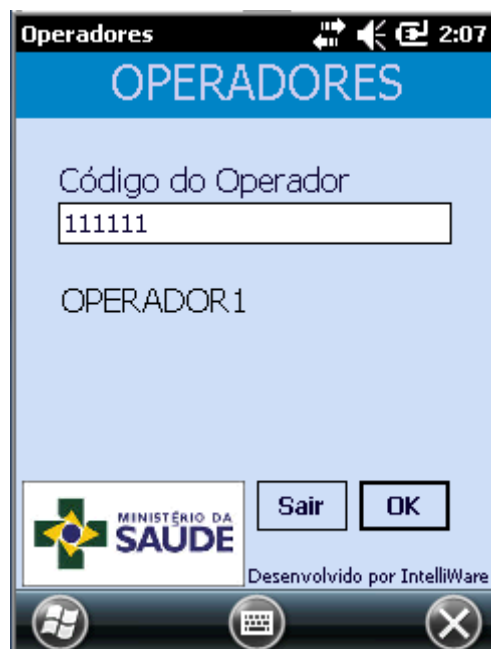 Operadores 2:07
OPERADORES
Código do Operador
111111
OPERADOR1
MINISTÉRIO DA
SAÚDE
Sair OK
Desenvolvido por IntelliWare